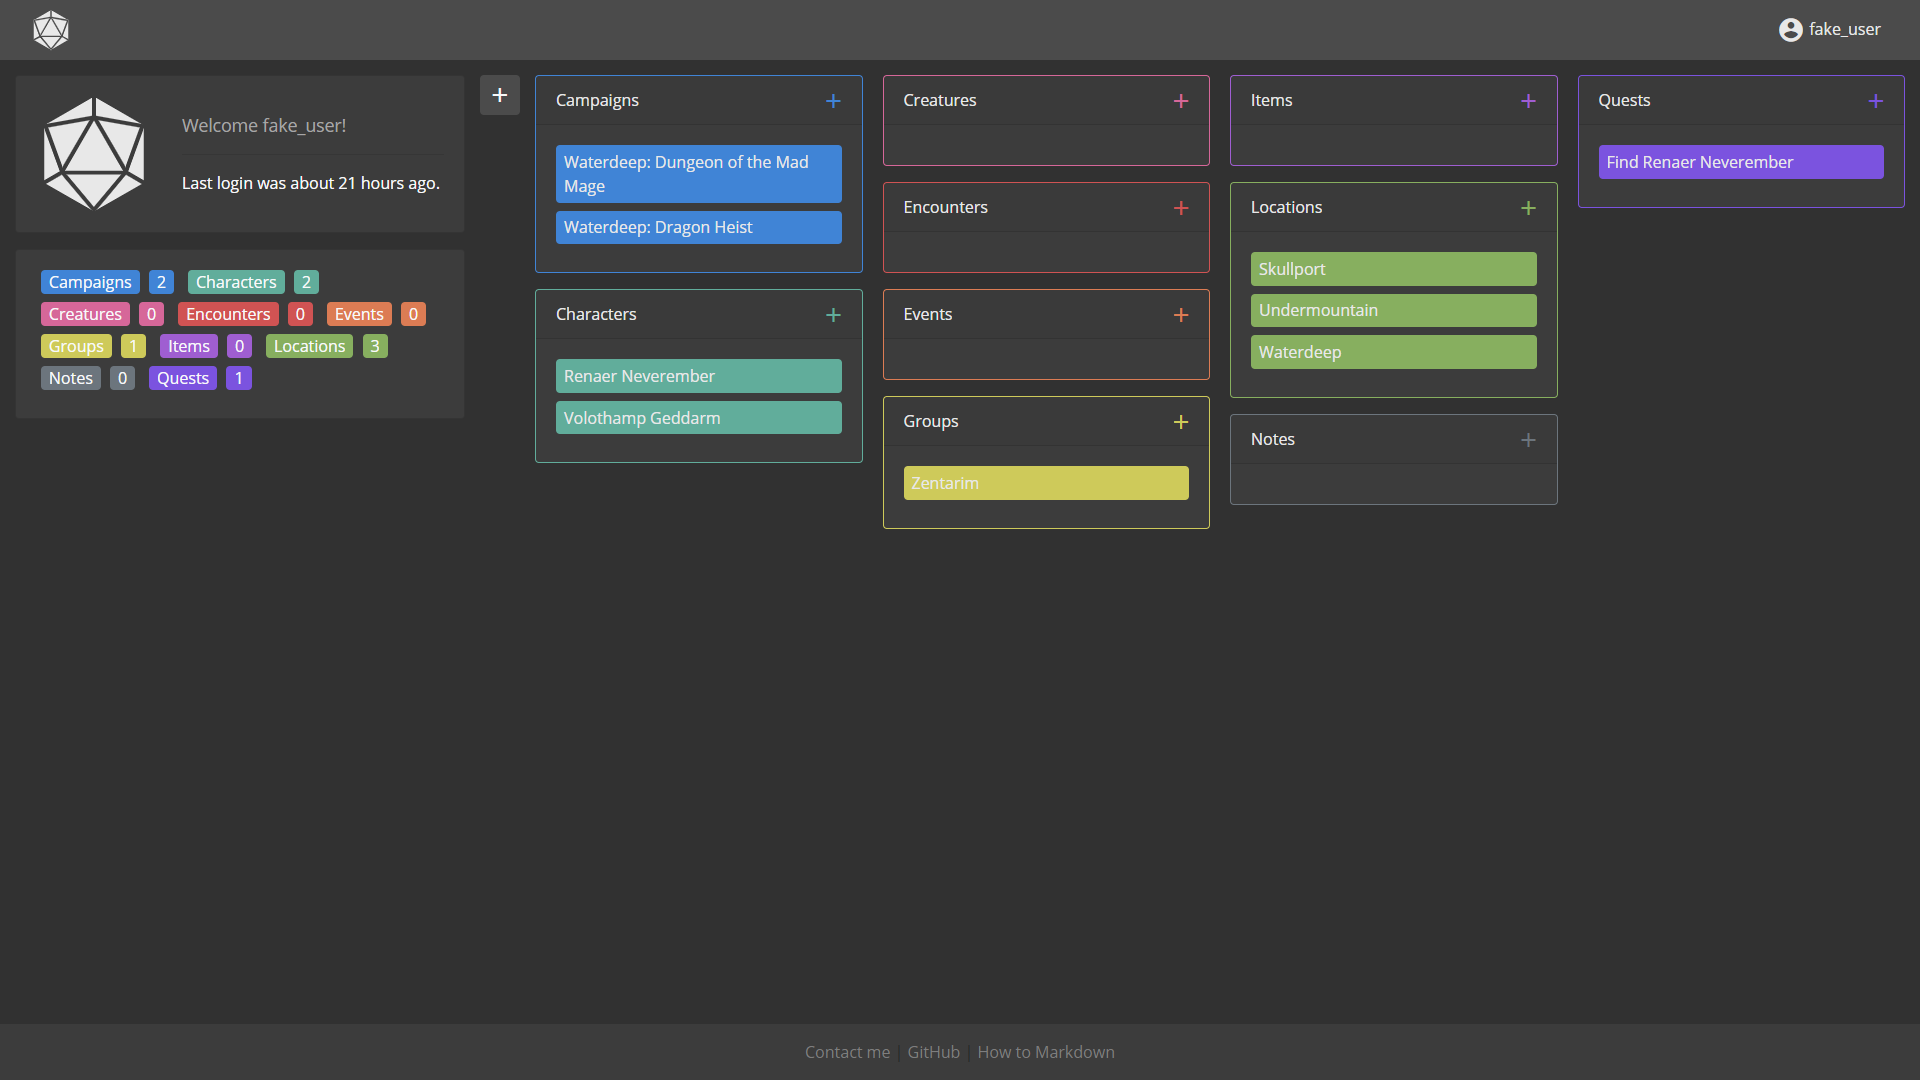 fake_user
Welcome fake_user!
Last login was about 21 hours ago.
Campaigns 2 Characters 2
Creatures 0 Encounters 0 Events 0
Groups 1 Items 0 Locations 3
Notes 0 Quests 1
+
Campaigns +
Waterdeep: Dungeon of the Mad
Mage
Waterdeep: Dragon Heist
Characters +
Renaer Neverember
Volothamp Geddarm
Creatures +
Encounters +
Events +
Groups +
Zentarim
Items +
Locations +
Skullport
Undermountain
Waterdeep
Notes +
Quests +
Find Renaer Neverember
Contact me | GitHub | How to Markdown